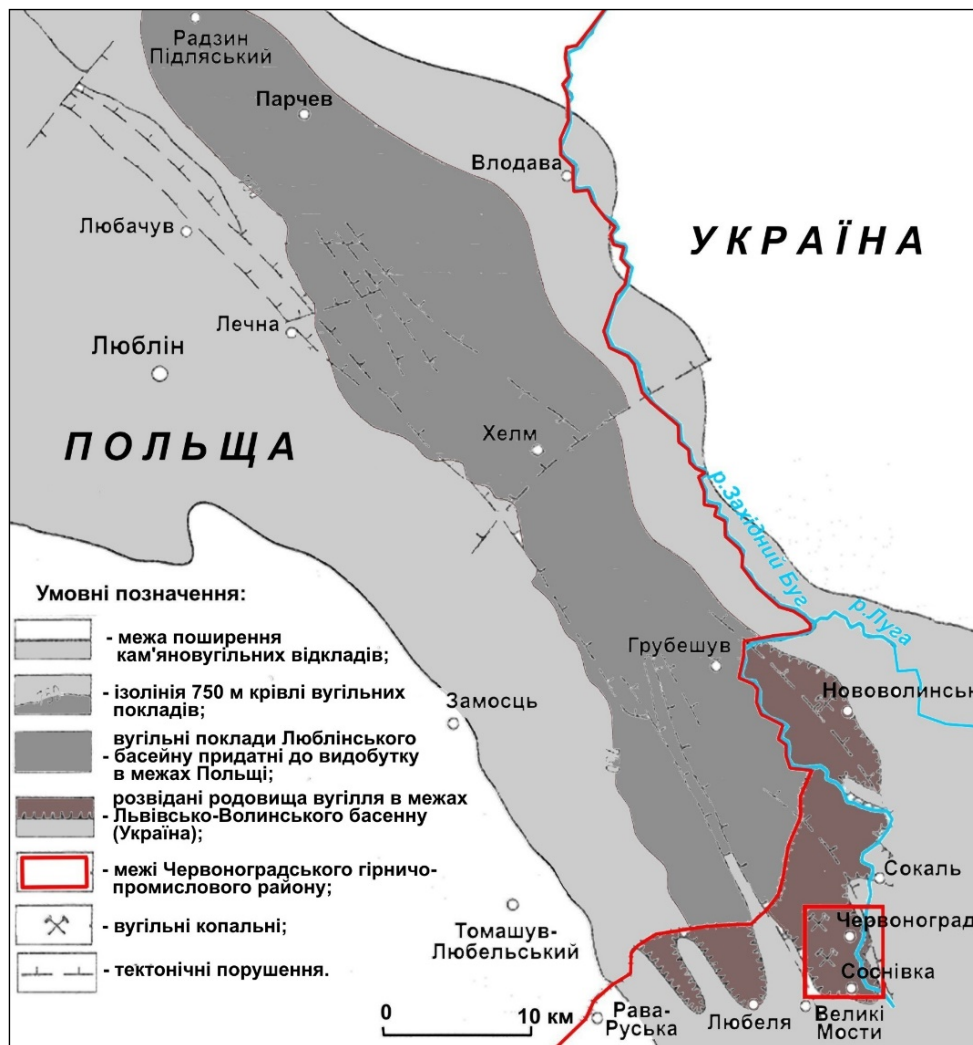 Радзин
Підляський
Парчев
Влодава
УКРАЇНА
Любачув
Лечна
Люблін
ПОЛЬЩА
Хелм
р.Західний Буг
р.Луга
Грубешув
Нововолинськ
Замосць
Сокаль
Червоноград
Соснівка
Томашув-
Любельський
Рава-
Руська
Любеля
Великі
Мости
0 10 км
Умовні позначення:
- межа поширення
кам'яновугільних відкладів;
- ізолінія 750 м крівлі вугільних
покладів;
вугільні поклади Люблінського
- басейну придатні до видобутку
в межах Польщі;
розвідані родовища вугілля в межах
- Львівсько-Волинського басенну
(Україна);
- межі Червоноградського гірничо-
промислового району;
- вугільні копальні;
- тектонічні порушення.